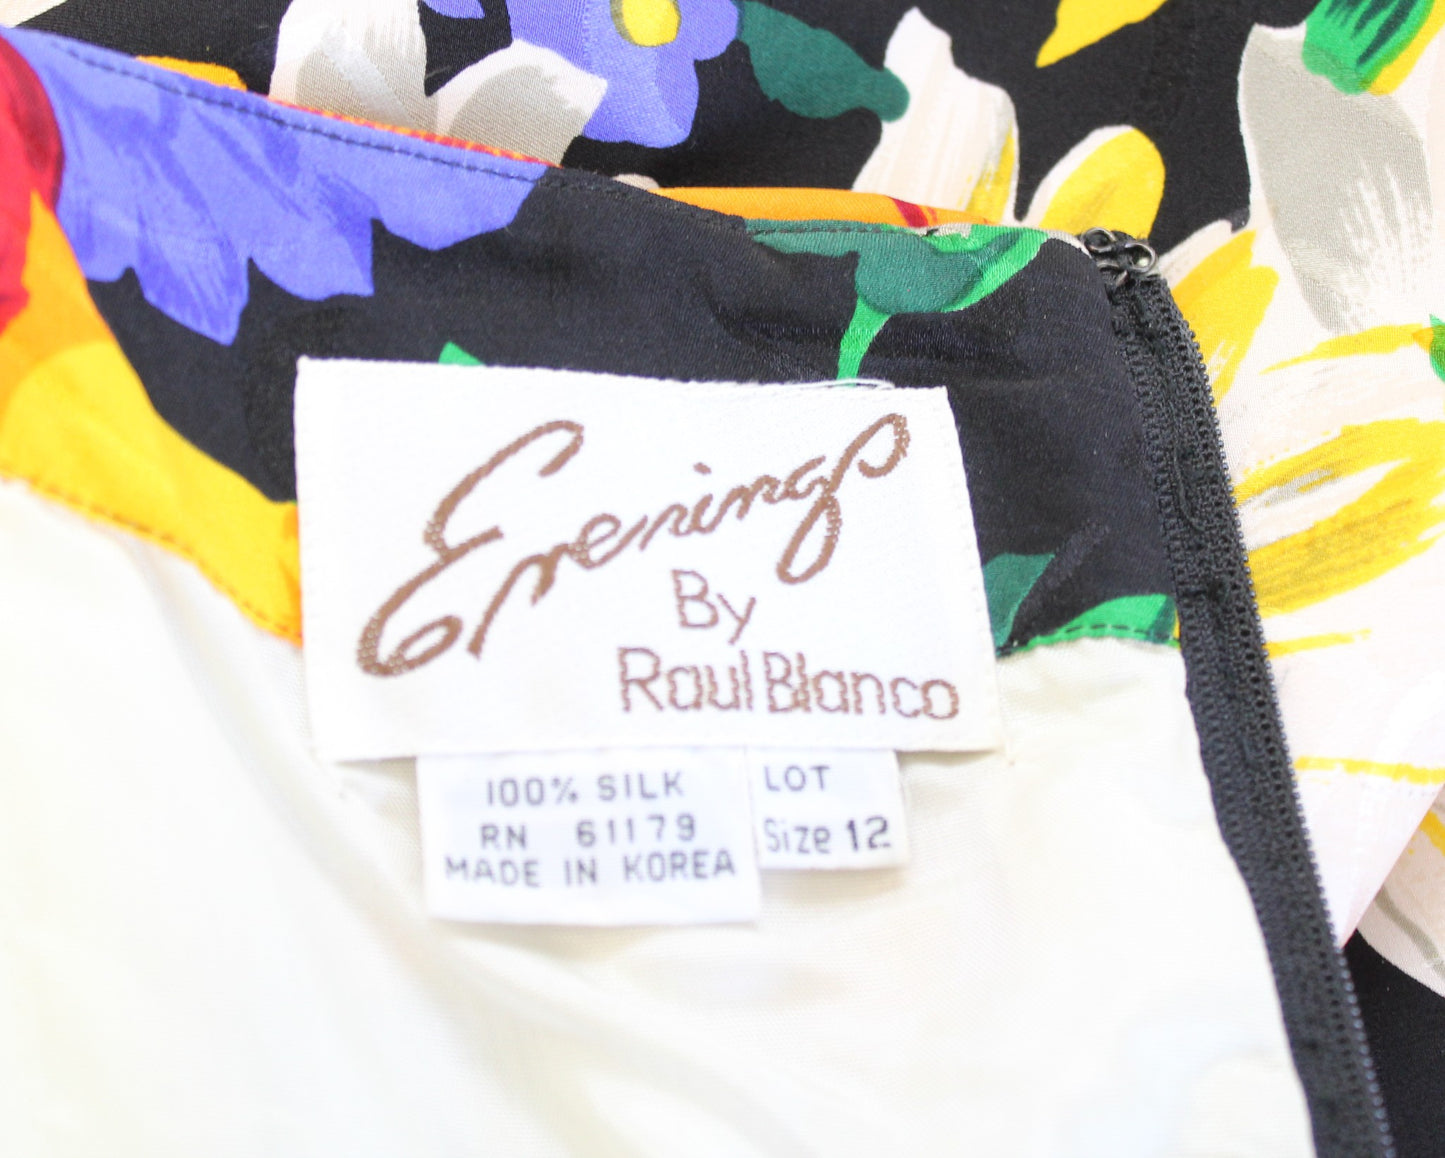 Evenings
By
Raul Blanco
100% SILK
RN 61179
MADE IN KOREA
LOT
Size 12